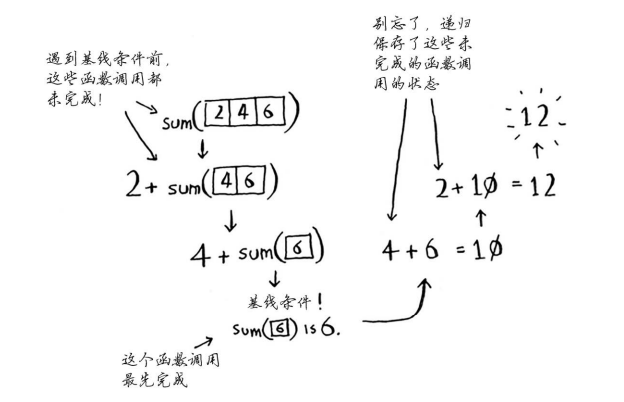 遇到基线条件前,
这些函数调用都
未完成!
sum([2 4 6])
2+ sum([4 6])
4 + sum([6])
基线条件!
sum([6]) is 6.
这个函数调用
最先完成
别忘了, 递归
保存了这些未
完成的函数调
用的状态
12
2+10 = 12
4+6 = 10